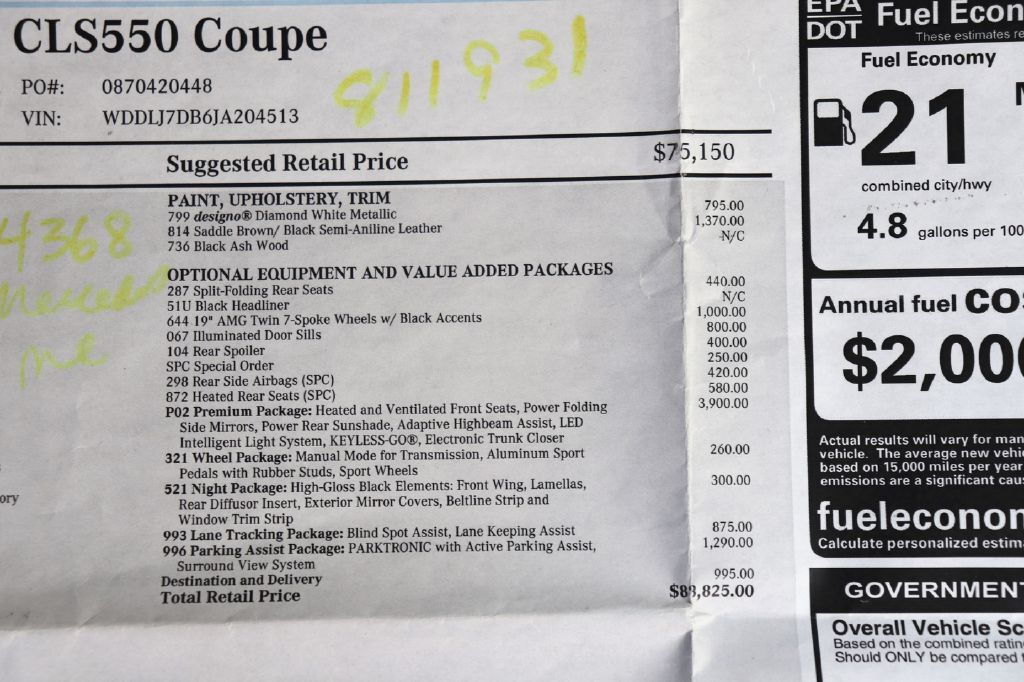 CLS550 Coupe
PO#: 0870420448
VIN: WDDLJ7DB6JA204513
811931
Suggested Retail Price $75,150
4368
Mercedes
me
PAINT, UPHOLSTERY, TRIM
799 designo® Diamond White Metallic 795.00
814 Saddle Brown/ Black Semi-Aniline Leather 1,370.00
736 Black Ash Wood N/C
OPTIONAL EQUIPMENT AND VALUE ADDED PACKAGES
287 Split-Folding Rear Seats 440.00
51U Black Headliner N/C
644 19" AMG Twin 7-Spoke Wheels w/ Black Accents 1,000.00
067 Illuminated Door Sills 800.00
104 Rear Spoiler 400.00
SPC Special Order 250.00
298 Rear Side Airbags (SPC) 420.00
872 Heated Rear Seats (SPC) 580.00
P02 Premium Package: Heated and Ventilated Front Seats, Power Folding 3,900.00
Side Mirrors, Power Rear Sunshade, Adaptive Highbeam Assist, LED
Intelligent Light System, KEYLESS-GO®, Electronic Trunk Closer
321 Wheel Package: Manual Mode for Transmission, Aluminum Sport 260.00
Pedals with Rubber Studs, Sport Wheels
521 Night Package: High-Gloss Black Elements: Front Wing, Lamellas, 300.00
Rear Diffusor Insert, Exterior Mirror Covers, Beltline Strip and
Window Trim Strip
993 Lane Tracking Package: Blind Spot Assist, Lane Keeping Assist 875.00
996 Parking Assist Package: PARKTRONIC with Active Parking Assist, 1,290.00
Surround View System
Destination and Delivery 995.00
Total Retail Price $88,825.00
ory
EPA
DOT
Fuel Econ
These estimates re
Fuel Economy
21
combined city/hwy
4.8 gallons per 100
Annual fuel COS
$2,000
Actual results will vary for man
vehicle. The average new vehic
based on 15,000 miles per year
emissions are a significant cau
fueleconom
Calculate personalized estim
GOVERNMENT
Overall Vehicle Sc
Based on the combined ratin
Should ONLY be compared t